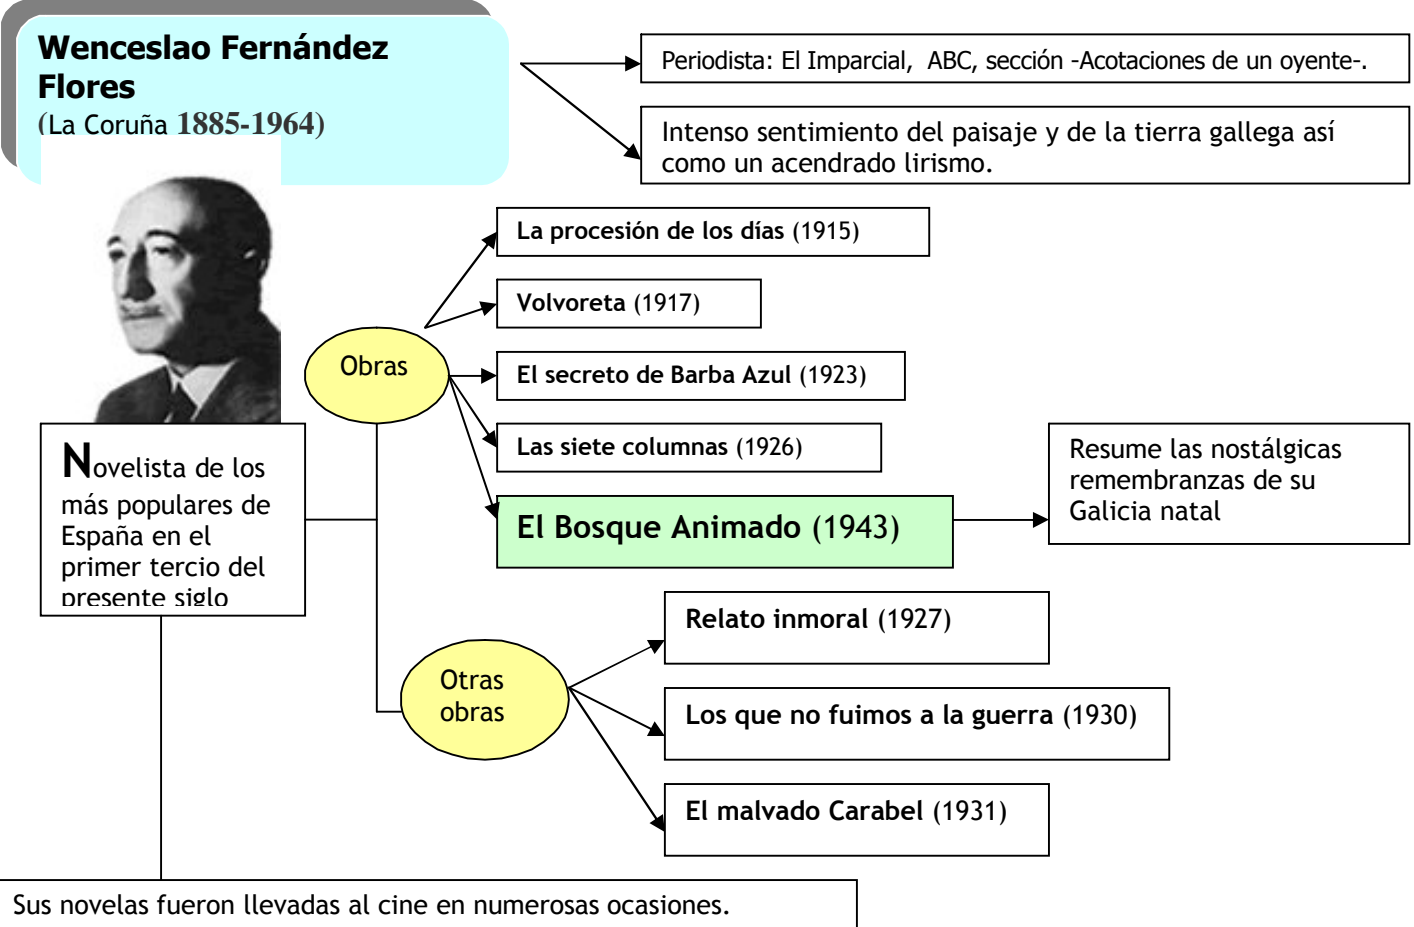 Wenceslao Fernández
Flores
(La Coruña 1885-1964)
Periodista: El Imparcial, ABC, sección -Acotaciones de un oyente-.
Intenso sentimiento del paisaje y de la tierra gallega así
como un acendrado lirismo.
Obras
La procesión de los días (1915)
Volvoreta (1917)
El secreto de Barba Azul (1923)
Las siete columnas (1926)
El Bosque Animado (1943)
Resume las nostálgicas
remembranzas de su
Galicia natal
Novelista de los
más populares de
España en el
primer tercio del
presente siglo
Otras
obras
Relato inmoral (1927)
Los que no fuimos a la guerra (1930)
El malvado Carabel (1931)
Sus novelas fueron llevadas al cine en numerosas ocasiones.